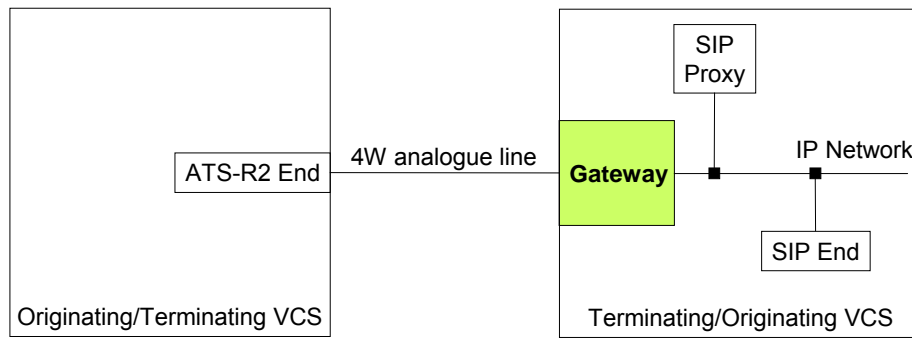 SIP
Proxy
4W analogue line
IP Network
ATS-R2 End
Gateway
SIP End
Originating/Terminating VCS
Terminating/Originating VCS